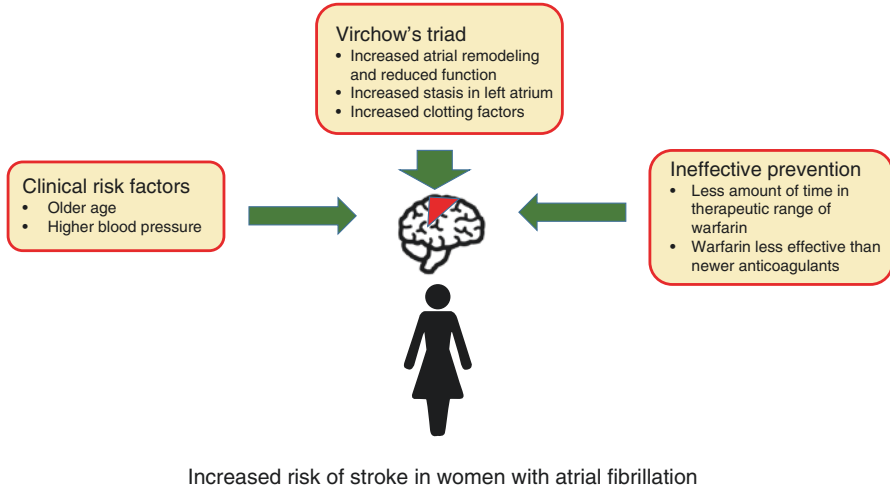 Virchow's triad
• Increased atrial remodeling
and reduced function
• Increased stasis in left atrium
• Increased clotting factors
Clinical risk factors
• Older age
• Higher blood pressure
Ineffective prevention
• Less amount of time in
therapeutic range of
warfarin
• Warfarin less effective than
newer anticoagulants
Increased risk of stroke in women with atrial fibrillation